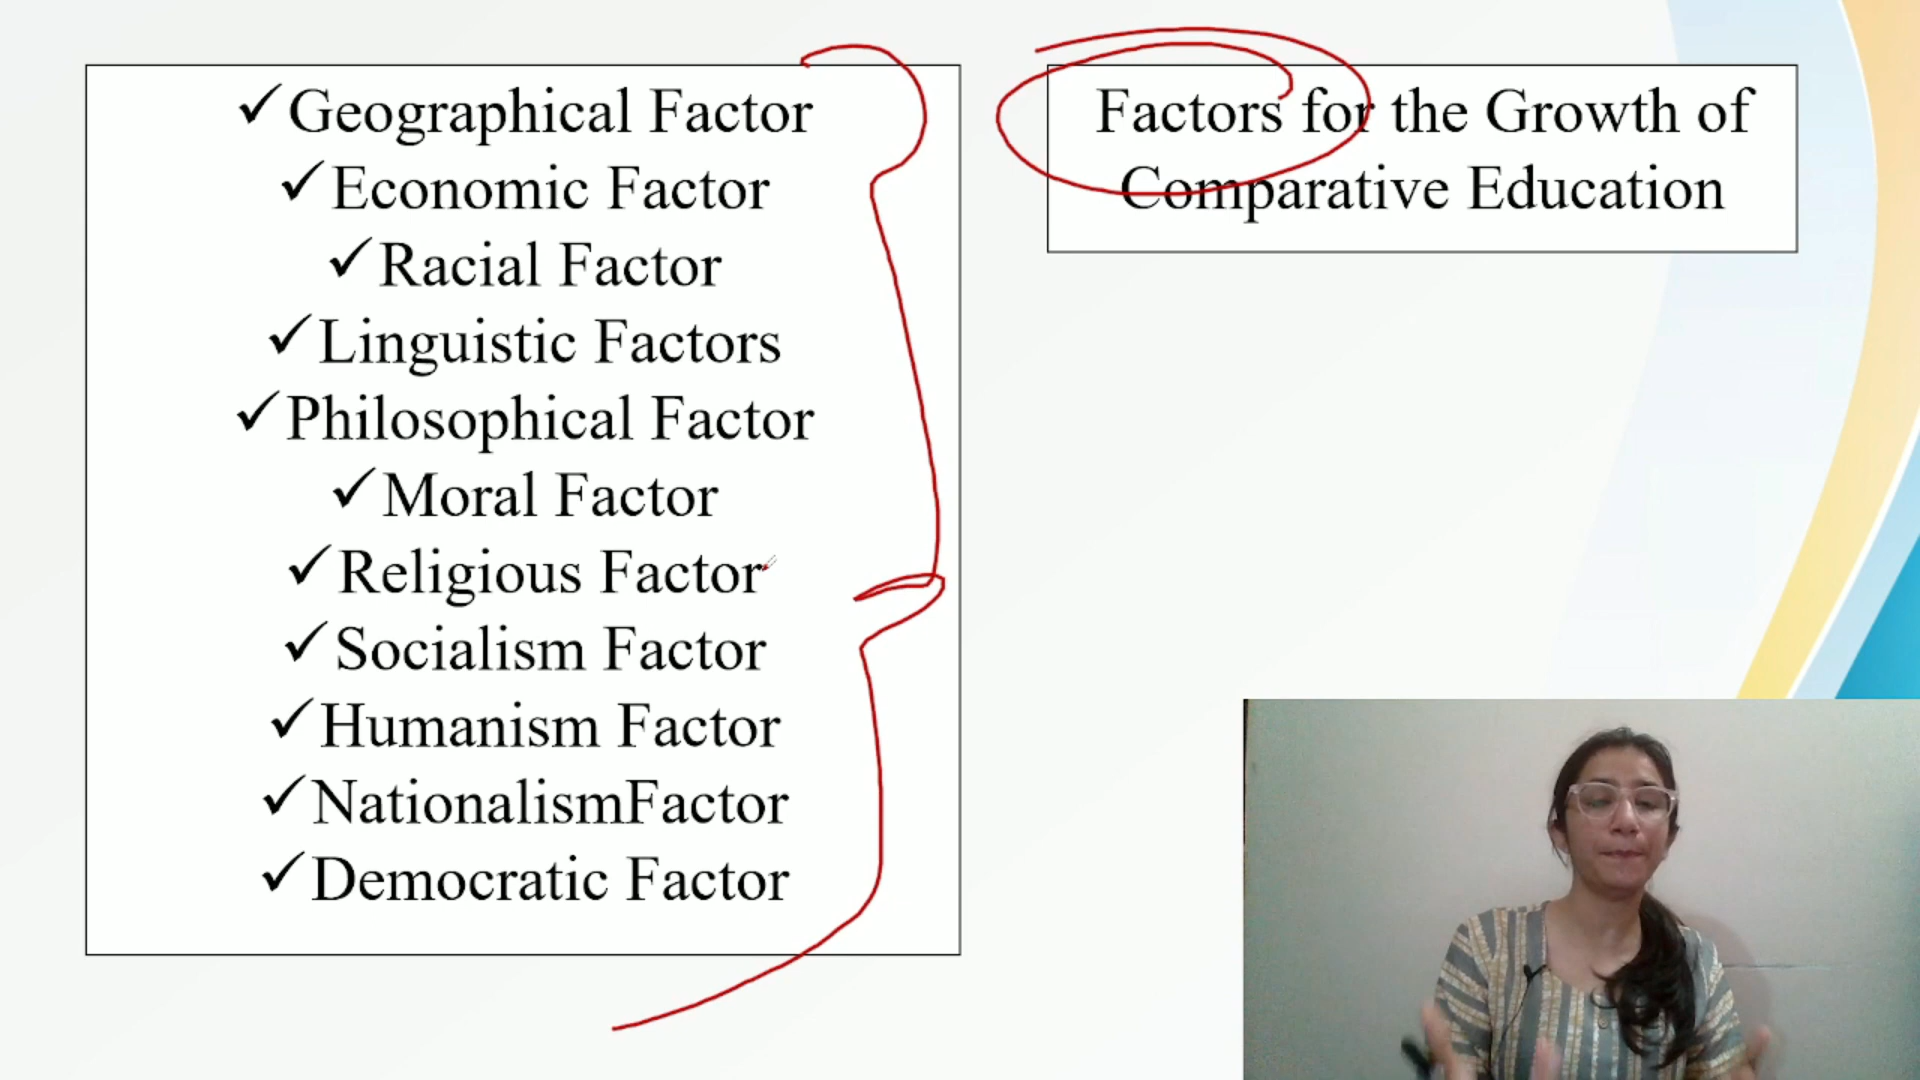 ✓Geographical Factor
✓Economic Factor
✓Racial Factor
✓Linguistic Factors
✓Philosophical Factor
✓Moral Factor
✓Religious Factor
✓Socialism Factor
✓Humanism Factor
✓NationalismFactor
✓Democratic Factor
Factors for the Growth of
Comparative Education